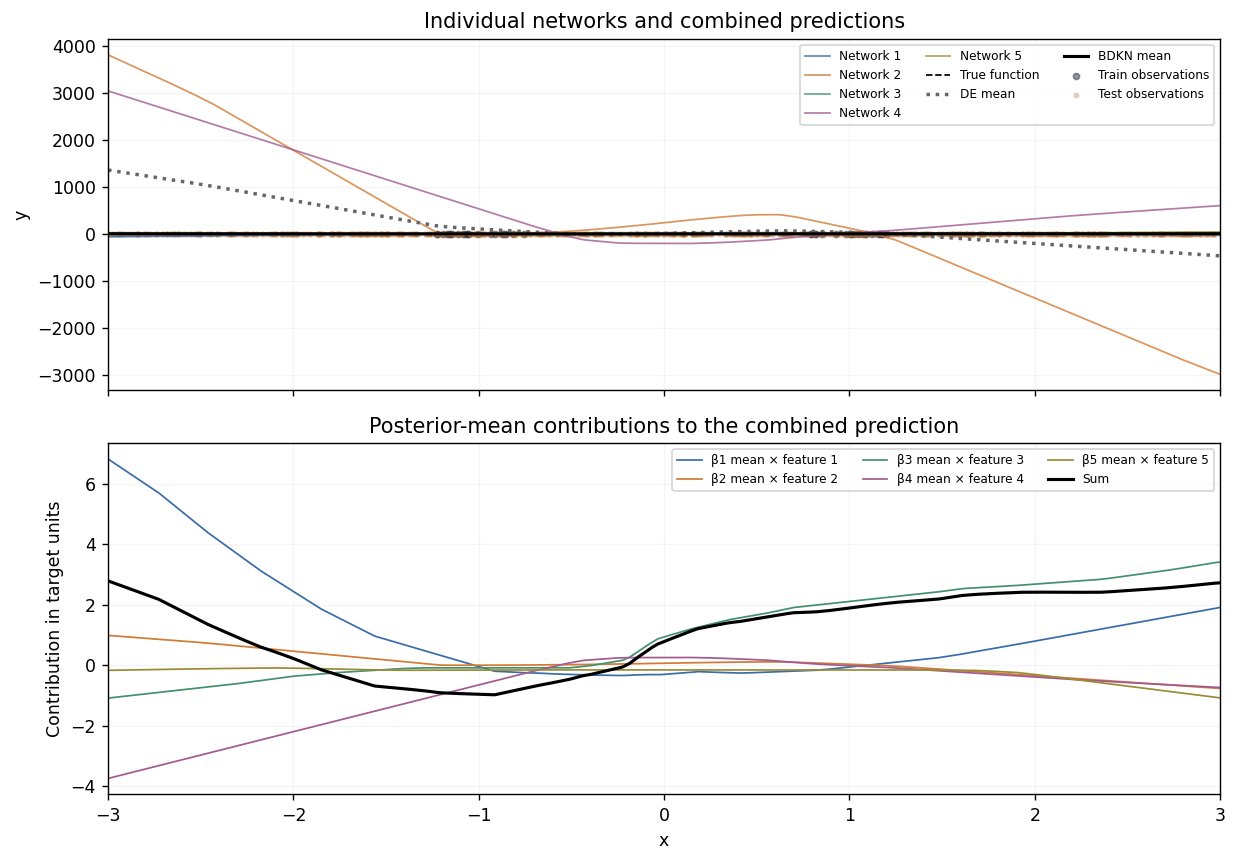 Individual networks and combined predictions
4000
3000
2000
1000
0
−1000
−2000
−3000
y
Network 1
Network 2
Network 3
Network 4
Network 5
True function
DE mean
BDKN mean
Train observations
Test observations
Posterior-mean contributions to the combined prediction
6
4
2
0
−2
−4
Contribution in target units
β1 mean × feature 1
β2 mean × feature 2
β3 mean × feature 3
β4 mean × feature 4
β5 mean × feature 5
Sum
−3 −2 −1 0 1 2 3
x